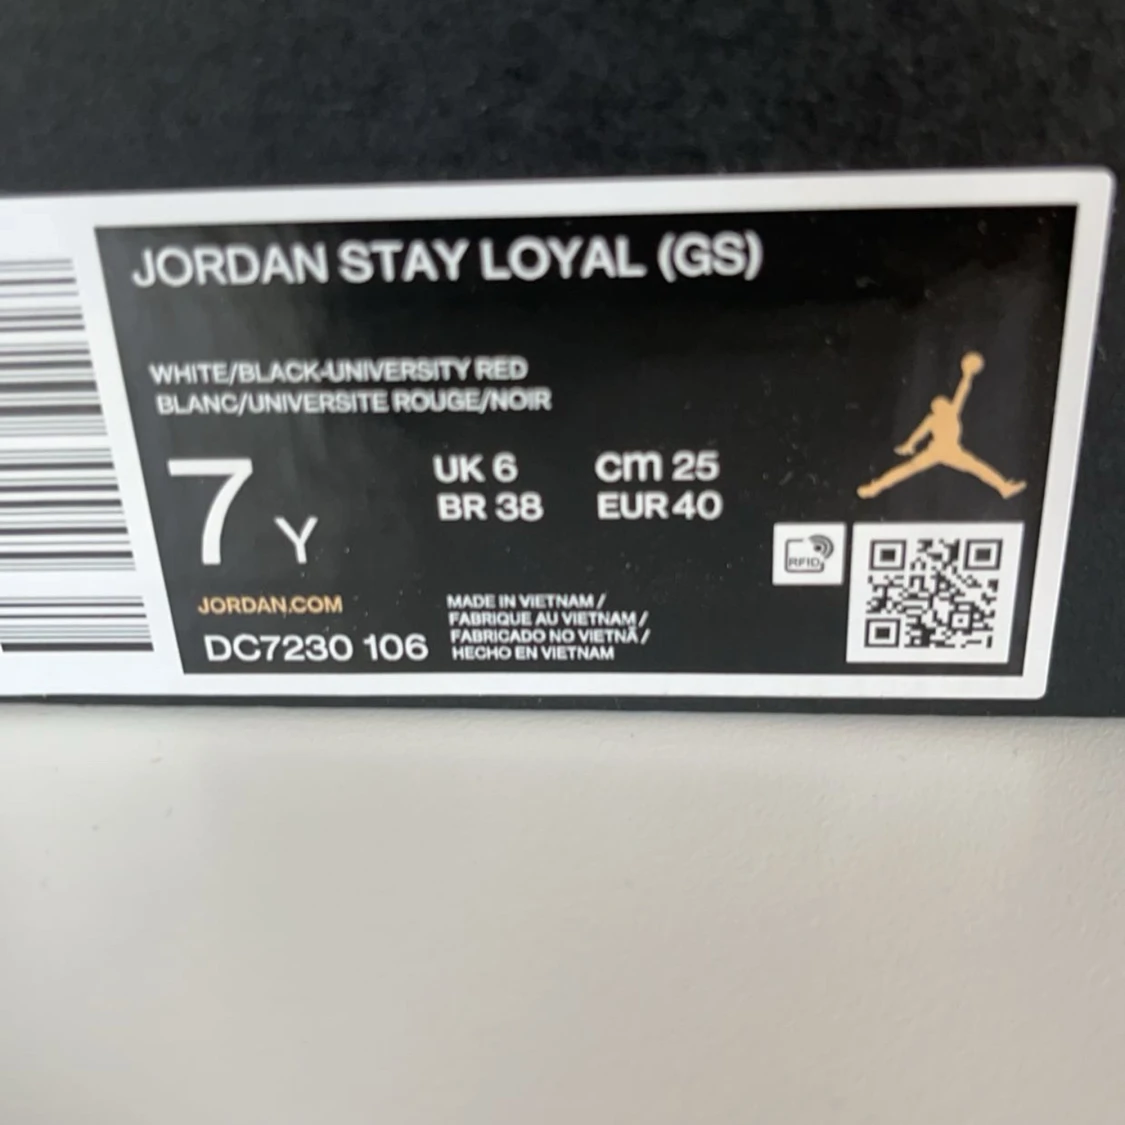 JORDAN STAY LOYAL (GS)
WHITE/BLACK-UNIVERSITY RED
BLANC/UNIVERSITE ROUGE/NOIR
7 Y
UK 6 cm 25
BR 38 EUR 40
RFID
JORDAN.COM
DC7230 106
MADE IN VIETNAM /
FABRIQUE AU VIETNAM /
FABRICADO NO VIETNÃ /
HECHO EN VIETNAM